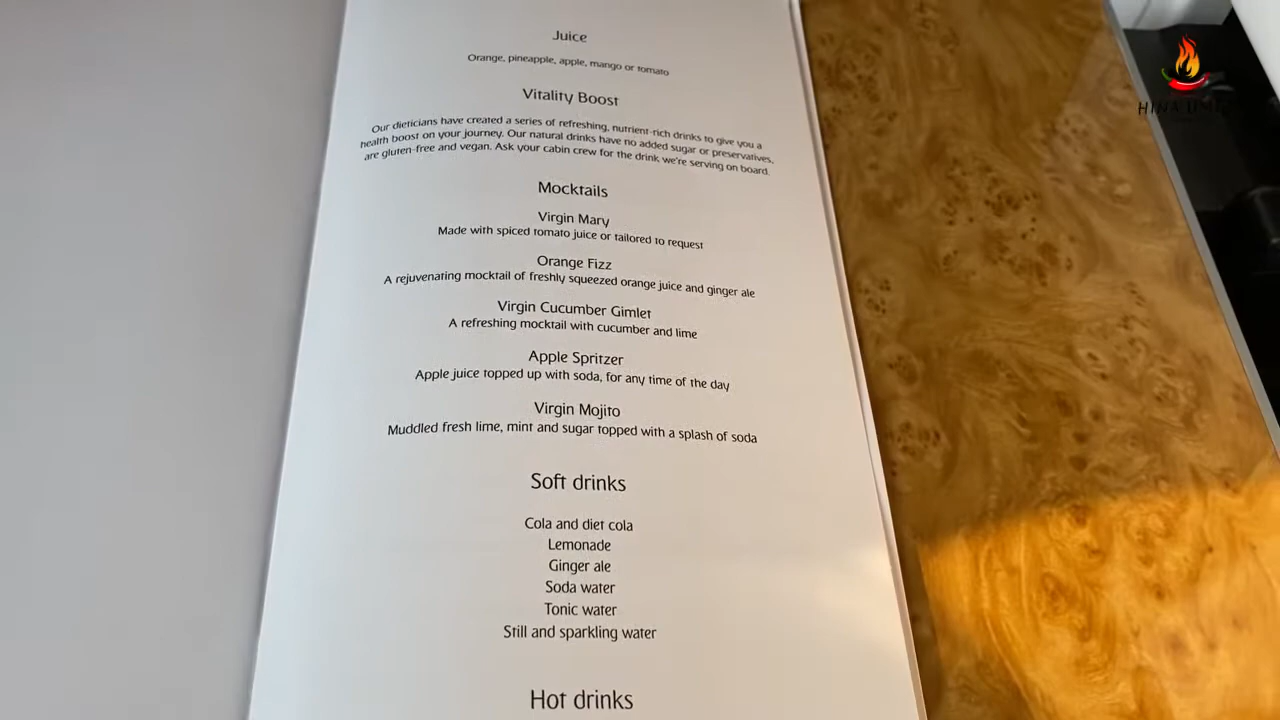 Juice
Orange, pineapple, apple, mango or tomato
Vitality Boost
Our dieticians have created a series of refreshing, nutrient-rich drinks to give you a
health boost on your journey. Our natural drinks have no added sugar or preservatives,
are gluten-free and vegan. Ask your cabin crew for the drink we're serving on board.
Mocktails
Virgin Mary
Made with spiced tomato juice or tailored to request
Orange Fizz
A rejuvenating mocktail of freshly squeezed orange juice and ginger ale
Virgin Cucumber Gimlet
A refreshing mocktail with cucumber and lime
Apple Spritzer
Apple juice topped up with soda, for any time of the day
Virgin Mojito
Muddled fresh lime, mint and sugar topped with a splash of soda
Soft drinks
Cola and diet cola
Lemonade
Ginger ale
Soda water
Tonic water
Still and sparkling water
Hot drinks
HINA